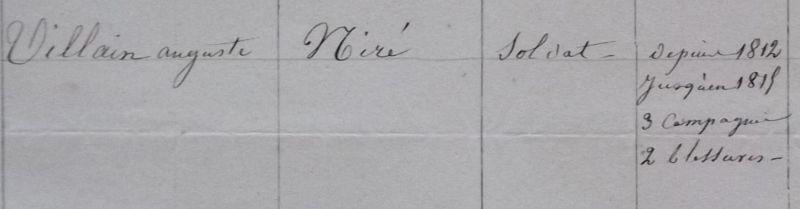 Villain auguste Niré Soldat - depuis 1812
Jusqu'en 1815
3 Campagnes
2 blessures -